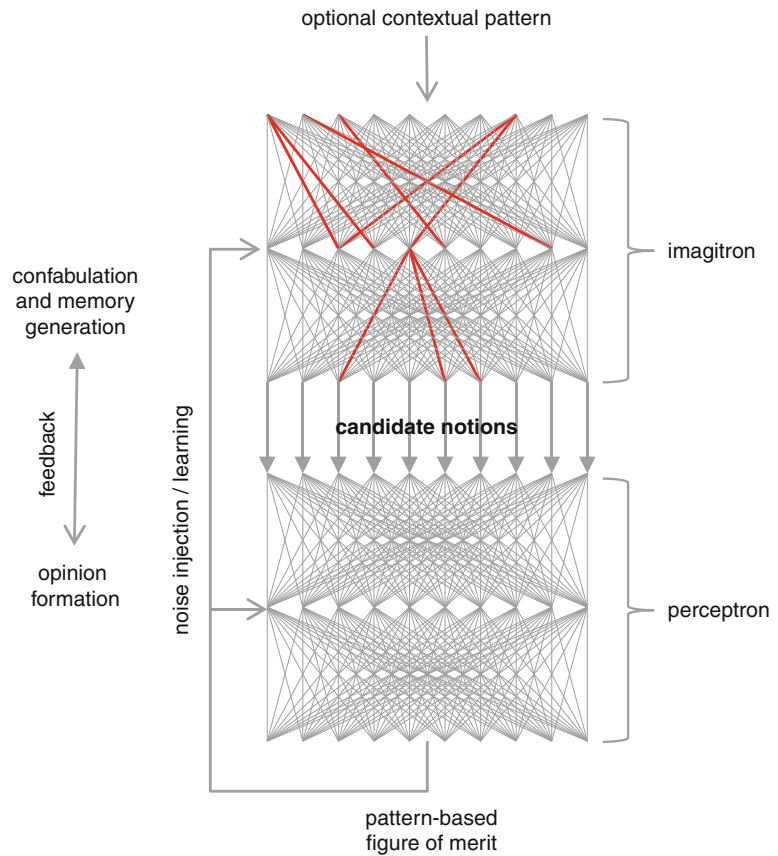 optional contextual pattern
imagitron
confabulation
and memory
generation
feedback
opinion
formation
noise injection / learning
candidate notions
perceptron
pattern-based
figure of merit